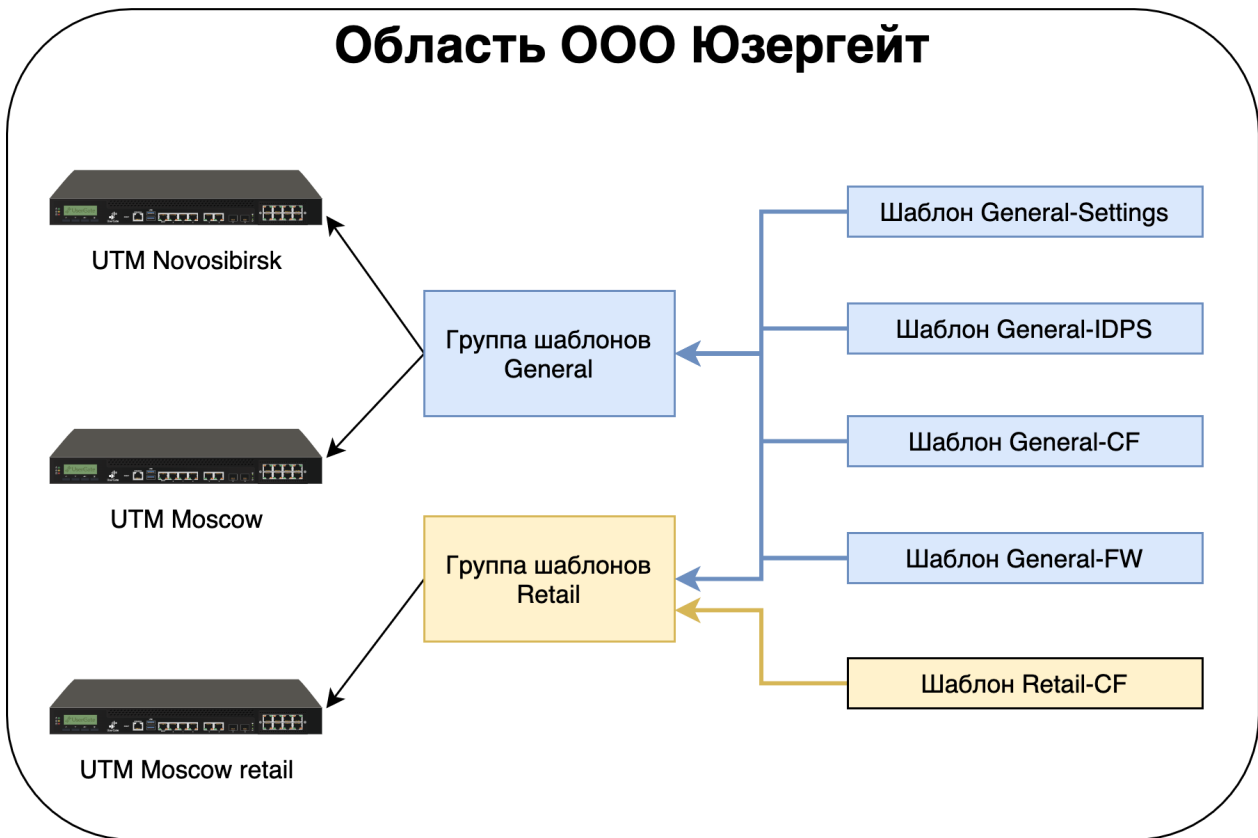 Область ООО Юзергейт
UTM Novosibirsk
UTM Moscow
UTM Moscow retail
Группа шаблонов
General
Группа шаблонов
Retail
Шаблон General-Settings
Шаблон General-IDPS
Шаблон General-CF
Шаблон General-FW
Шаблон Retail-CF